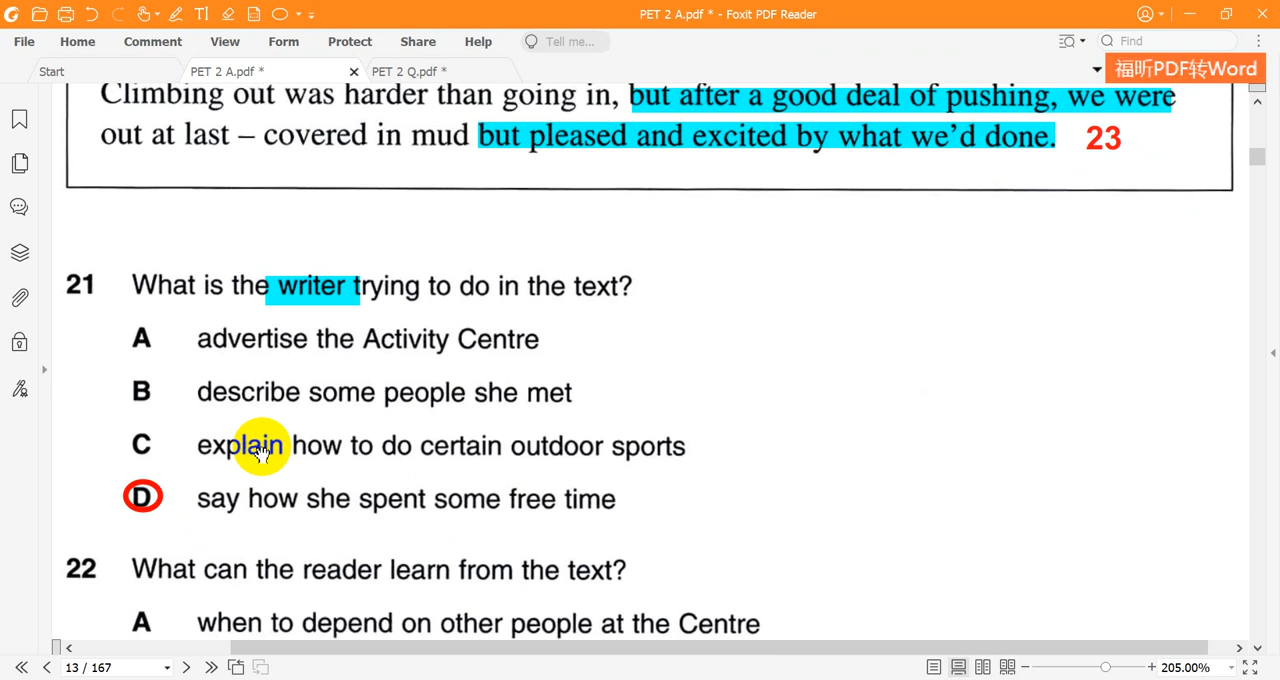 PET 2 A.pdf * - Foxit PDF Reader
File Home Comment View Form Protect Share Help Tell me... Find
Start PET 2 A.pdf * PET 2 Q.pdf * 福昕PDF转Word
Climbing out was harder than going in, but after a good deal of pushing, we were
out at last – covered in mud but pleased and excited by what we'd done. 23
21 What is the writer trying to do in the text?
A advertise the Activity Centre
B describe some people she met
C explain how to do certain outdoor sports
D say how she spent some free time
22 What can the reader learn from the text?
A when to depend on other people at the Centre
13 / 167 205.00%